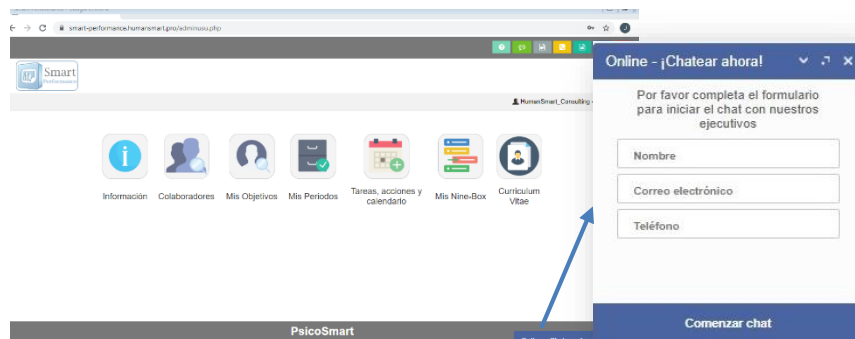 smart-performance.humansmart.pro/adminusu.php
Smart
Performance
HumanSmart_Consulting
Información
Colaboradores
Mis Objetivos
Mis Periodos
Tareas, acciones y
calendario
Mis Nine-Box
Curriculum
Vitae
PsicoSmart
Online - ¡Chatear ahora!
Por favor completa el formulario
para iniciar el chat con nuestros
ejecutivos
Nombre
Correo electrónico
Teléfono
Comenzar chat